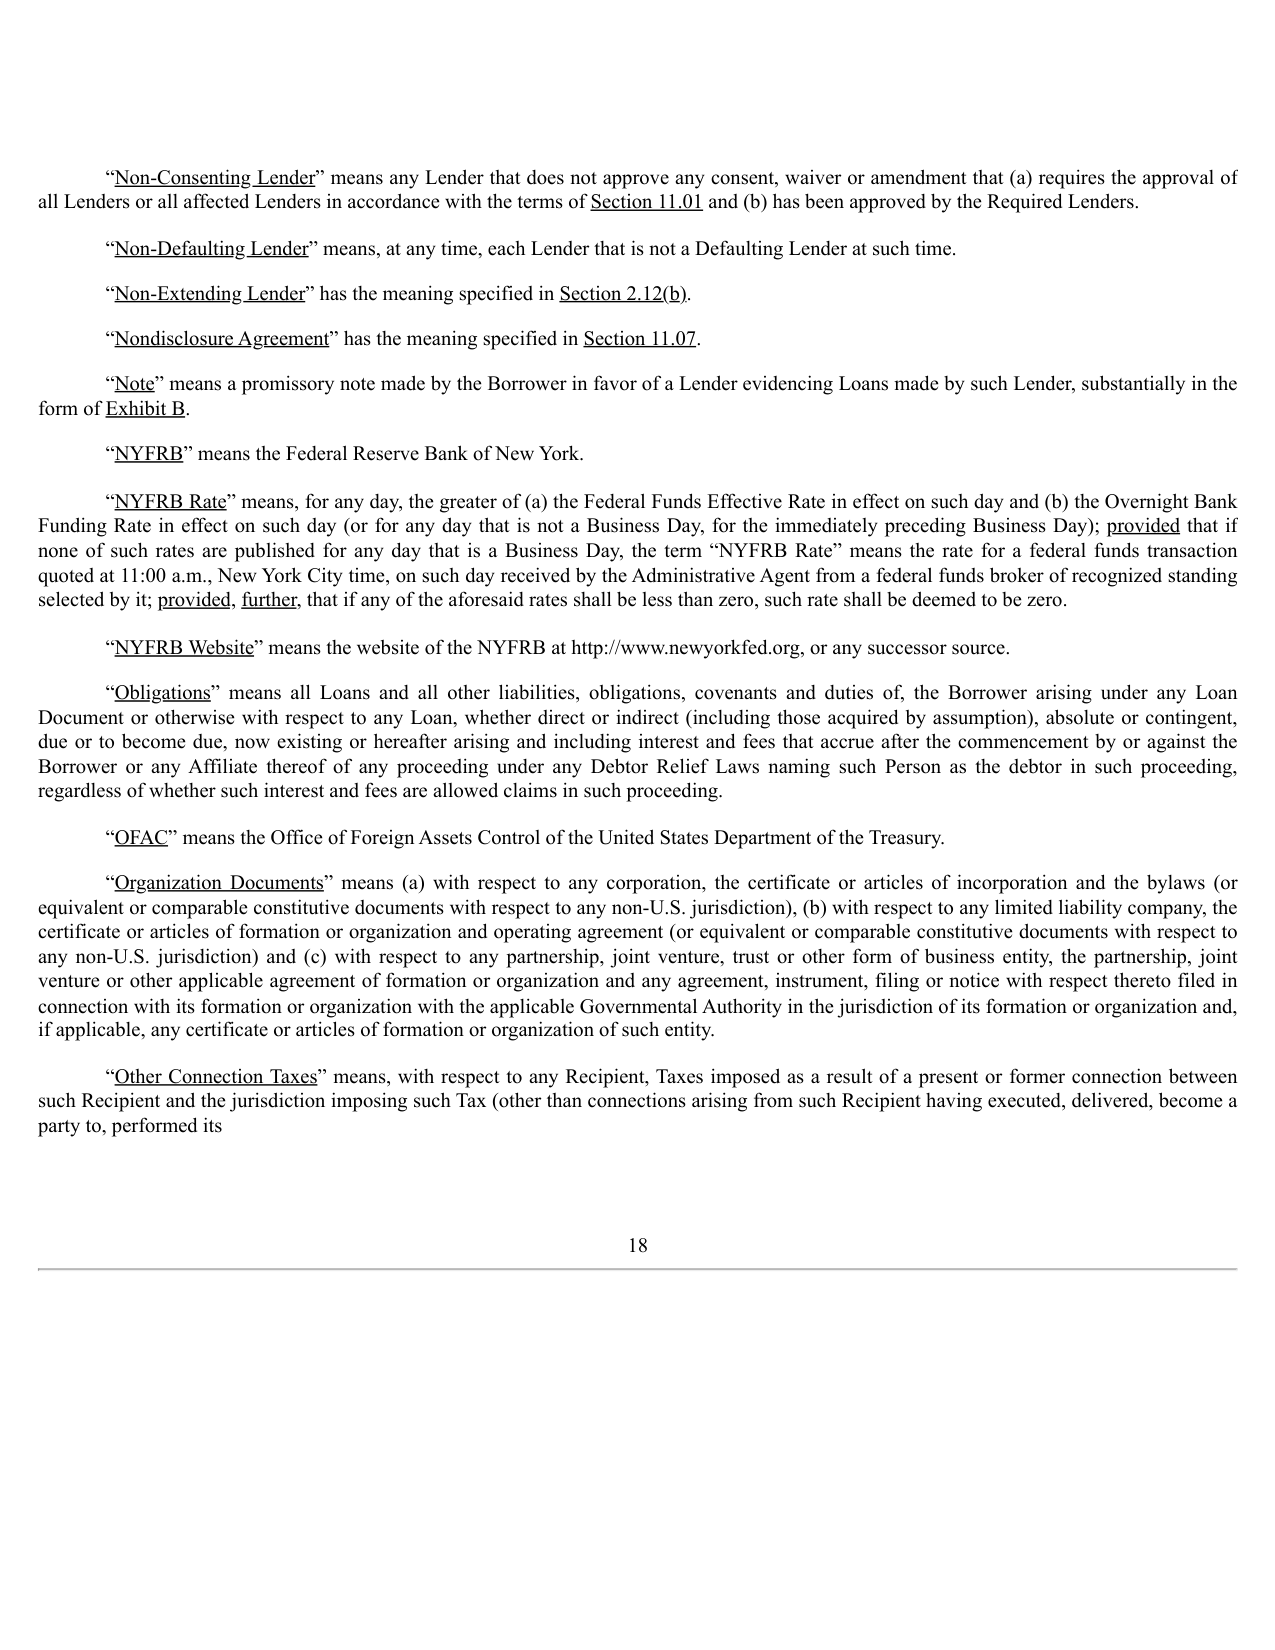 “Non-Consenting Lender” means any Lender that does not approve any consent, waiver or amendment that (a) requires the approval of
all Lenders or all affected Lenders in accordance with the terms of Section 11.01 and (b) has been approved by the Required Lenders.
“Non-Defaulting Lender” means, at any time, each Lender that is not a Defaulting Lender at such time.
“Non-Extending Lender” has the meaning specified in Section 2.12(b).
“Nondisclosure Agreement” has the meaning specified in Section 11.07.
“Note” means a promissory note made by the Borrower in favor of a Lender evidencing Loans made by such Lender, substantially in the
form of Exhibit B.
“NYFRB” means the Federal Reserve Bank of New York.
“NYFRB Rate” means, for any day, the greater of (a) the Federal Funds Effective Rate in effect on such day and (b) the Overnight Bank
Funding Rate in effect on such day (or for any day that is not a Business Day, for the immediately preceding Business Day); provided that if
none of such rates are published for any day that is a Business Day, the term “NYFRB Rate” means the rate for a federal funds transaction
quoted at 11:00 a.m., New York City time, on such day received by the Administrative Agent from a federal funds broker of recognized standing
selected by it; provided, further, that if any of the aforesaid rates shall be less than zero, such rate shall be deemed to be zero.
“NYFRB Website” means the website of the NYFRB at http://www.newyorkfed.org, or any successor source.
“Obligations” means all Loans and all other liabilities, obligations, covenants and duties of, the Borrower arising under any Loan
Document or otherwise with respect to any Loan, whether direct or indirect (including those acquired by assumption), absolute or contingent,
due or to become due, now existing or hereafter arising and including interest and fees that accrue after the commencement by or against the
Borrower or any Affiliate thereof of any proceeding under any Debtor Relief Laws naming such Person as the debtor in such proceeding,
regardless of whether such interest and fees are allowed claims in such proceeding.
“OFAC” means the Office of Foreign Assets Control of the United States Department of the Treasury.
“Organization Documents” means (a) with respect to any corporation, the certificate or articles of incorporation and the bylaws (or
equivalent or comparable constitutive documents with respect to any non-U.S. jurisdiction), (b) with respect to any limited liability company, the
certificate or articles of formation or organization and operating agreement (or equivalent or comparable constitutive documents with respect to
any non-U.S. jurisdiction) and (c) with respect to any partnership, joint venture, trust or other form of business entity, the partnership, joint
venture or other applicable agreement of formation or organization and any agreement, instrument, filing or notice with respect thereto filed in
connection with its formation or organization with the applicable Governmental Authority in the jurisdiction of its formation or organization and,
if applicable, any certificate or articles of formation or organization of such entity.
“Other Connection Taxes” means, with respect to any Recipient, Taxes imposed as a result of a present or former connection between
such Recipient and the jurisdiction imposing such Tax (other than connections arising from such Recipient having executed, delivered, become a
party to, performed its
18